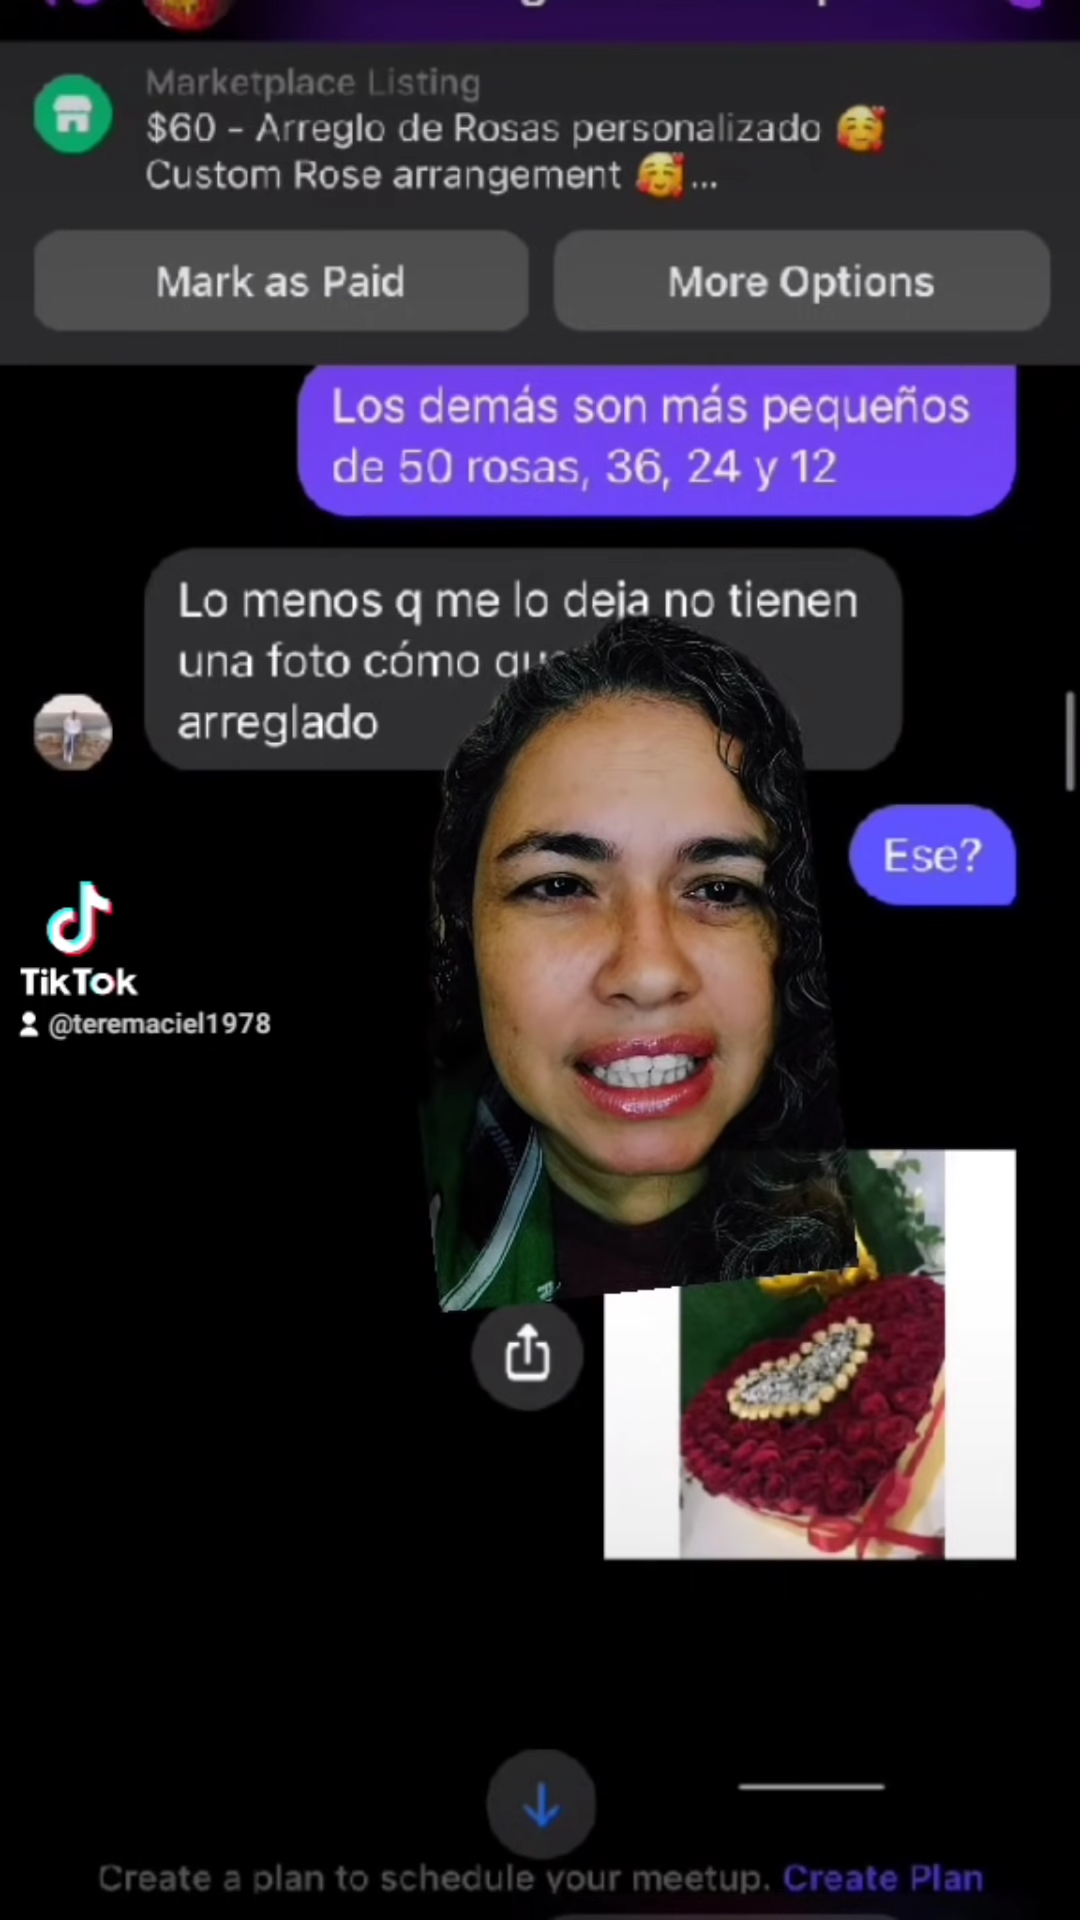 Marketplace Listing
$60 - Arreglo de Rosas personalizado 🥰
Custom Rose arrangement 🥰...
Mark as Paid
More Options
Los demás son más pequeños
de 50 rosas, 36, 24 y 12
Lo menos q me lo deja no tienen
una foto cómo
arreglado
Ese?
TikTok
@teremaciel1978
Create a plan to schedule your meetup. Create Plan